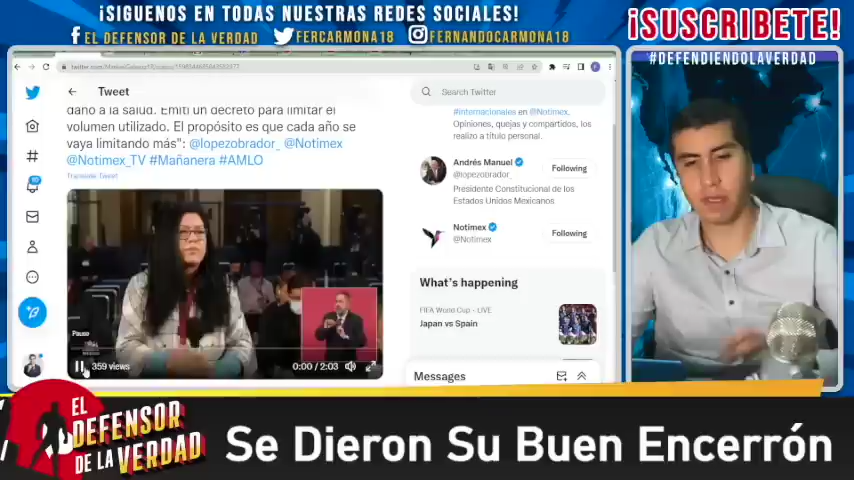 ¡SIGUENOS EN TODAS NUESTRAS REDES SOCIALES!
EL DEFENSOR DE LA VERDAD
FERCARMONA18
FERNANDOCARMONA18
¡SUSCRIBETE!
#DEFENDIENDOLAVERDAD
Tweet
daño a la salud. Emití un decreto para limitar el
volumen utilizado. El propósito es que cada año se
vaya limitando más": @lopezobrador_ @Notimex
@Notimex_TV #Mañanera #AMLO
Translate Tweet
Pause
359 views
0:00 / 2:03
Search Twitter
#internacionales en @Notimex.
Opiniones, quejas y compartidos, los
realizo a título personal.
Andrés Manuel
@lopezobrador_
Following
Presidente Constitucional de los
Estados Unidos Mexicanos
Notimex
@Notimex
Following
What's happening
FIFA World Cup · LIVE
Japan vs Spain
Messages
EL
DEFENSOR
DE LA VERDAD
Se Dieron Su Buen Encerrón